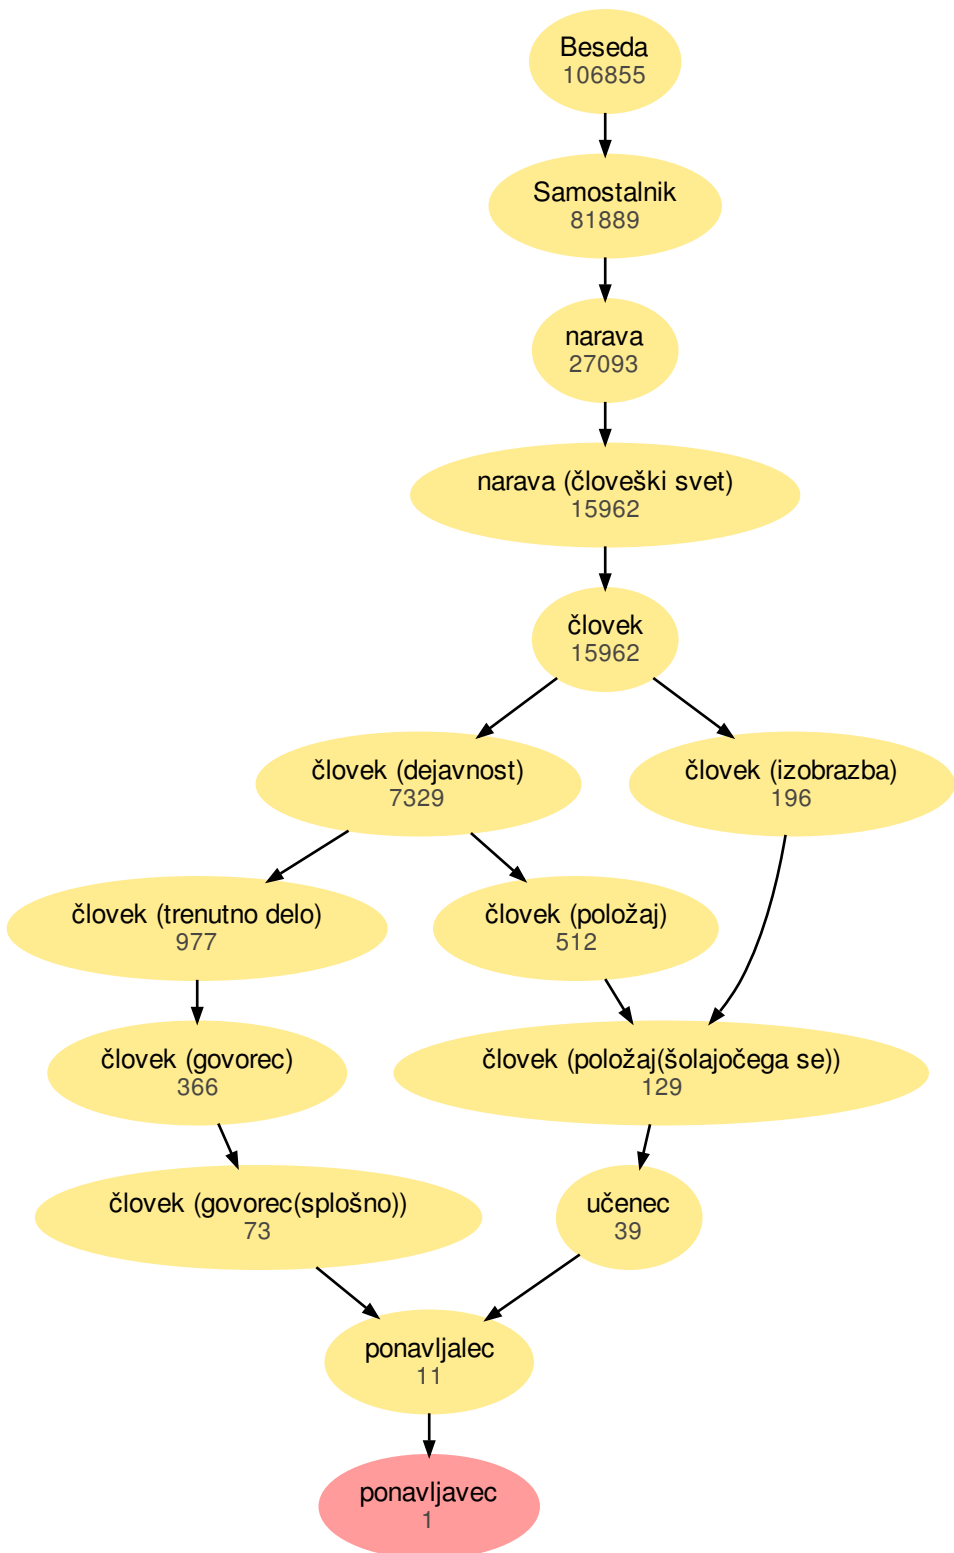 Beseda
106855
Samostalnik
81889
narava
27093
narava (človeški svet)
15962
človek
15962
človek (dejavnost)
7329
človek (izobrazba)
196
človek (trenutno delo)
977
človek (položaj)
512
človek (govorec)
366
človek (položaj(šolajočega se))
129
človek (govorec(splošno))
73
učenec
39
ponavljalec
11
ponavljavec
1